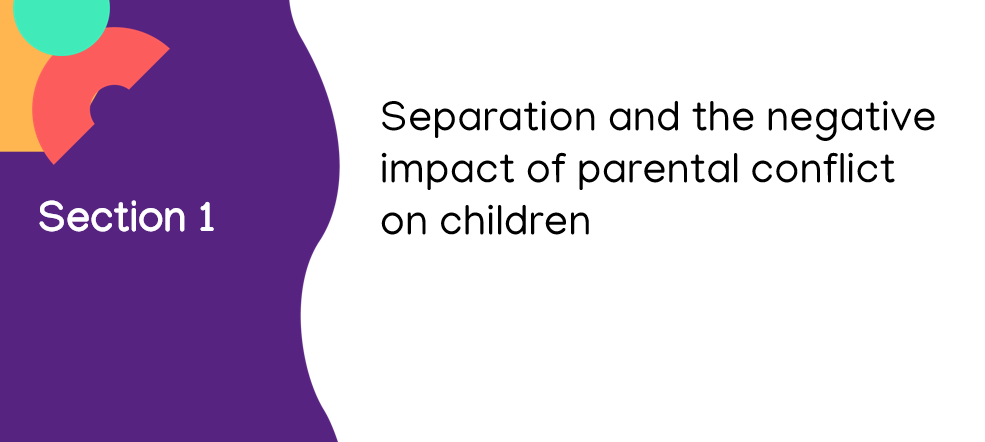 Section 1
Separation and the negative
impact of parental conflict
on children